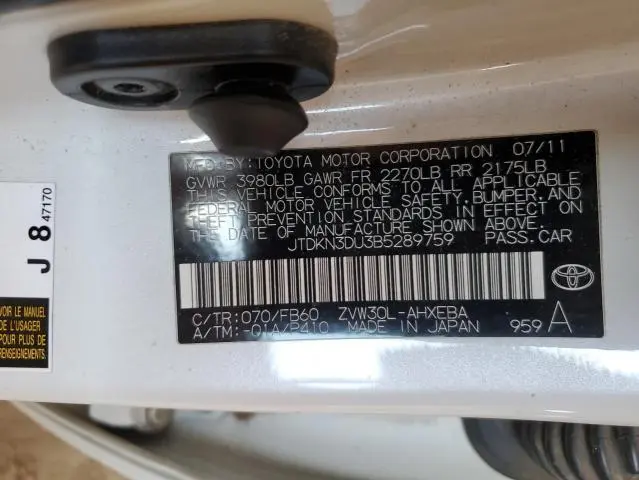 MFD BY: TOYOTA MOTOR CORPORATION 07/11
GVWR 3980LB GAWR FR 2270LB RR 2175LB
THIS VEHICLE CONFORMS TO ALL APPLICABLE
FEDERAL MOTOR VEHICLE SAFETY, BUMPER, AND
THEFT PREVENTION STANDARDS IN EFFECT ON
THE DATE OF MANUFACTURE SHOWN ABOVE.
JTDKN3DU3B5289759 PASS.CAR
C/TR: 070/FB60 ZVW30L-AHXEBA
A/TM: -01A/P410 MADE IN JAPAN 959 A
TOYOTA
J 8 47170
VOIR LE MANUEL
DE L'USAGER
POUR PLUS DE
RENSEIGNEMENTS